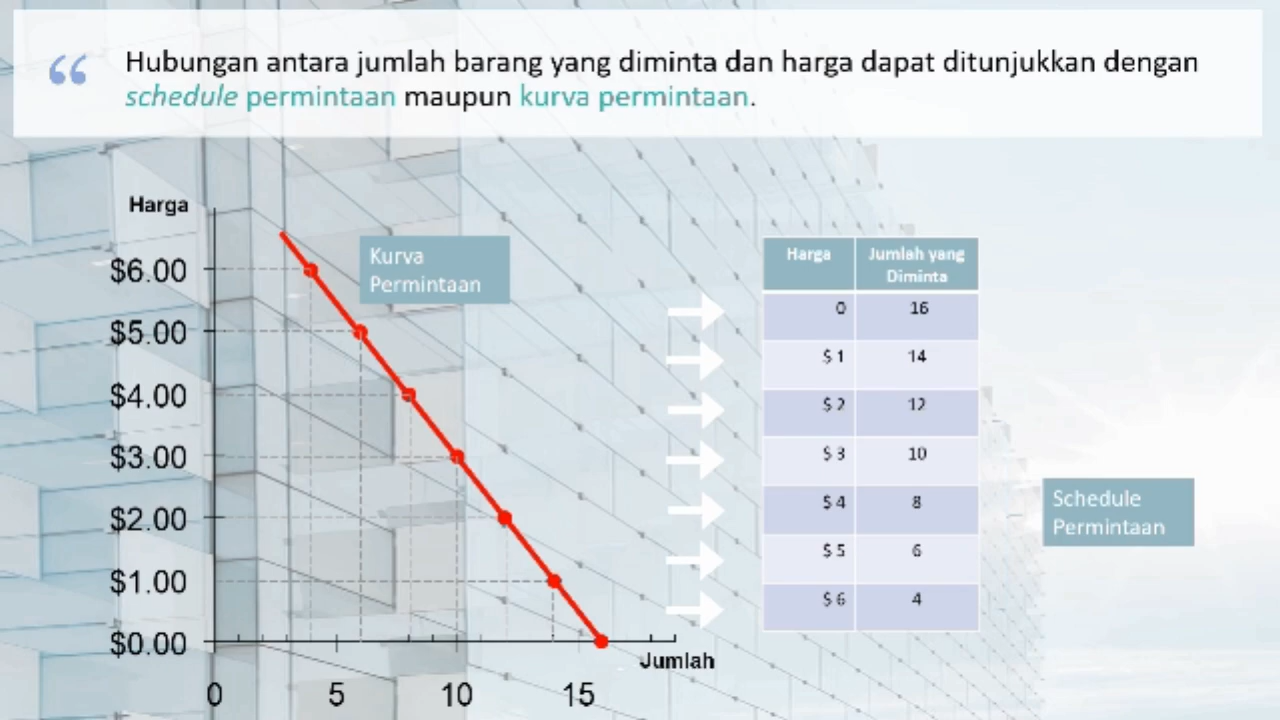 “
Hubungan antara jumlah barang yang diminta dan harga dapat ditunjukkan dengan
schedule permintaan maupun kurva permintaan.
Harga
$6.00
$5.00
$4.00
$3.00
$2.00
$1.00
$0.00
0 5 10 15
Jumlah
Kurva
Permintaan
Harga Jumlah yang
Diminta
0 16
$ 1 14
$ 2 12
$ 3 10
$ 4 8
$ 5 6
$ 6 4
Schedule
Permintaan